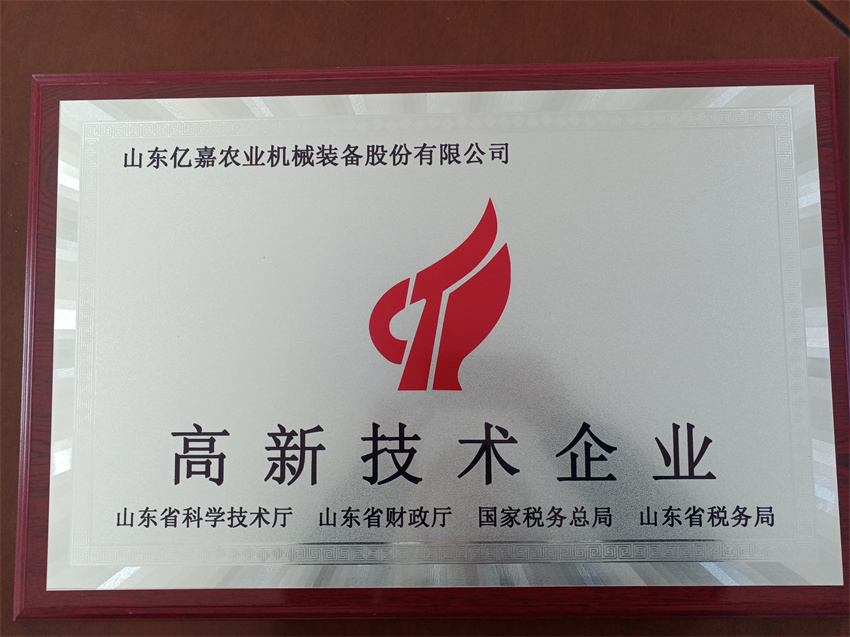 山东亿嘉农业机械装备股份有限公司
高新技术企业
山东省科学技术厅 山东省财政厅 国家税务总局 山东省税务局